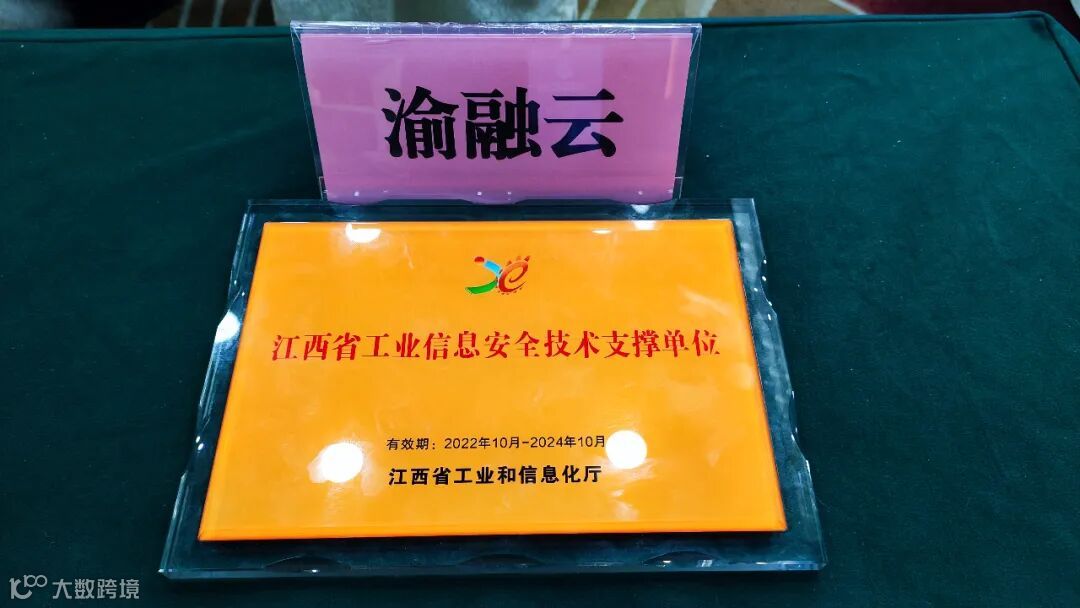 渝融云
江西省工业信息安全技术支撑单位
有效期：2022年10月-2024年10月
江西省工业和信息化厅
大数跨境